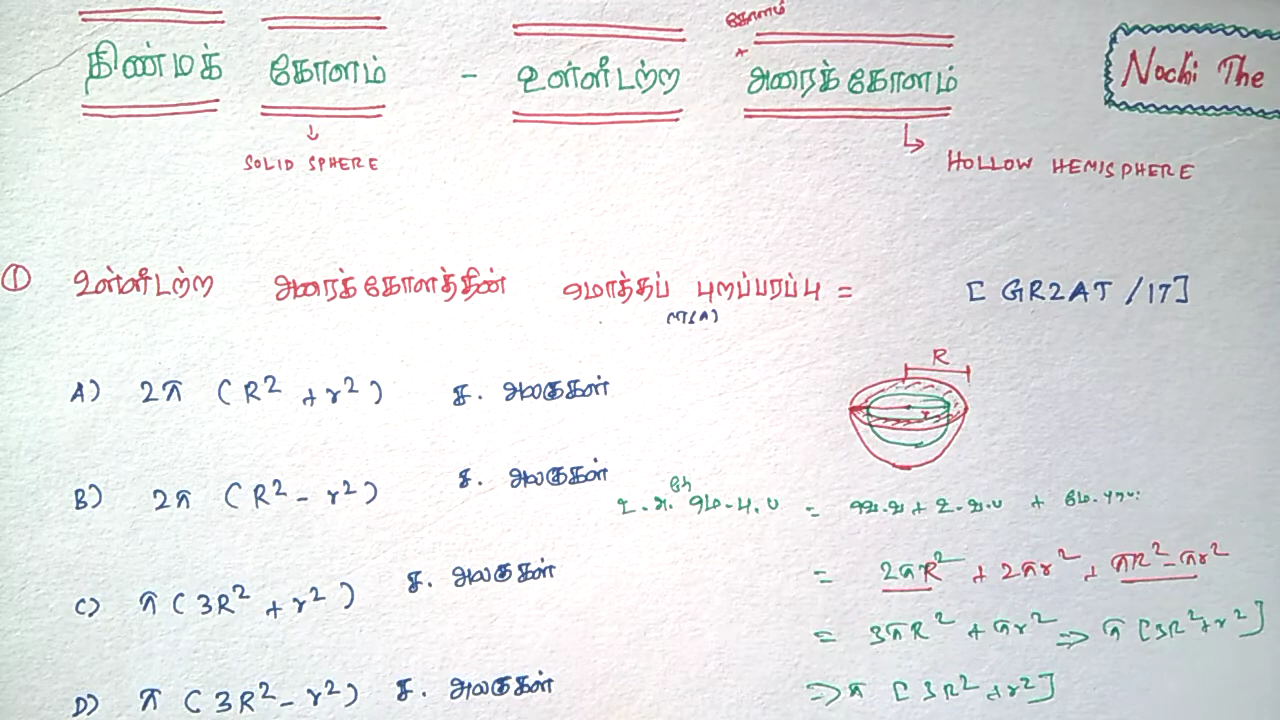 கோளம்
திண்மக் கோளம் - உள்ளீடற்ற அரைக்கோளம்
Nochi The
SOLID SPHERE
HOLLOW HEMISPHERE
① உள்ளீடற்ற அரைக்கோளத்தின் மொத்தப் புறப்பரப்பு = [GR2AT /17]
(TSA)
R
A) 2π (R² + r²) ச. அலகுகள்
r
B) 2π (R² - r²) ச. அலகுகள்
= + உ.வ.ப +
C) π (3R² + r²) ச. அலகுகள்
= 2πR² + 2πr² + πR² - πr²
= 3πR² + πr² ⇒ π [3R² + r²]
D) π (3R² - r²) ச. அலகுகள்
⇒ π [3R² + r²]